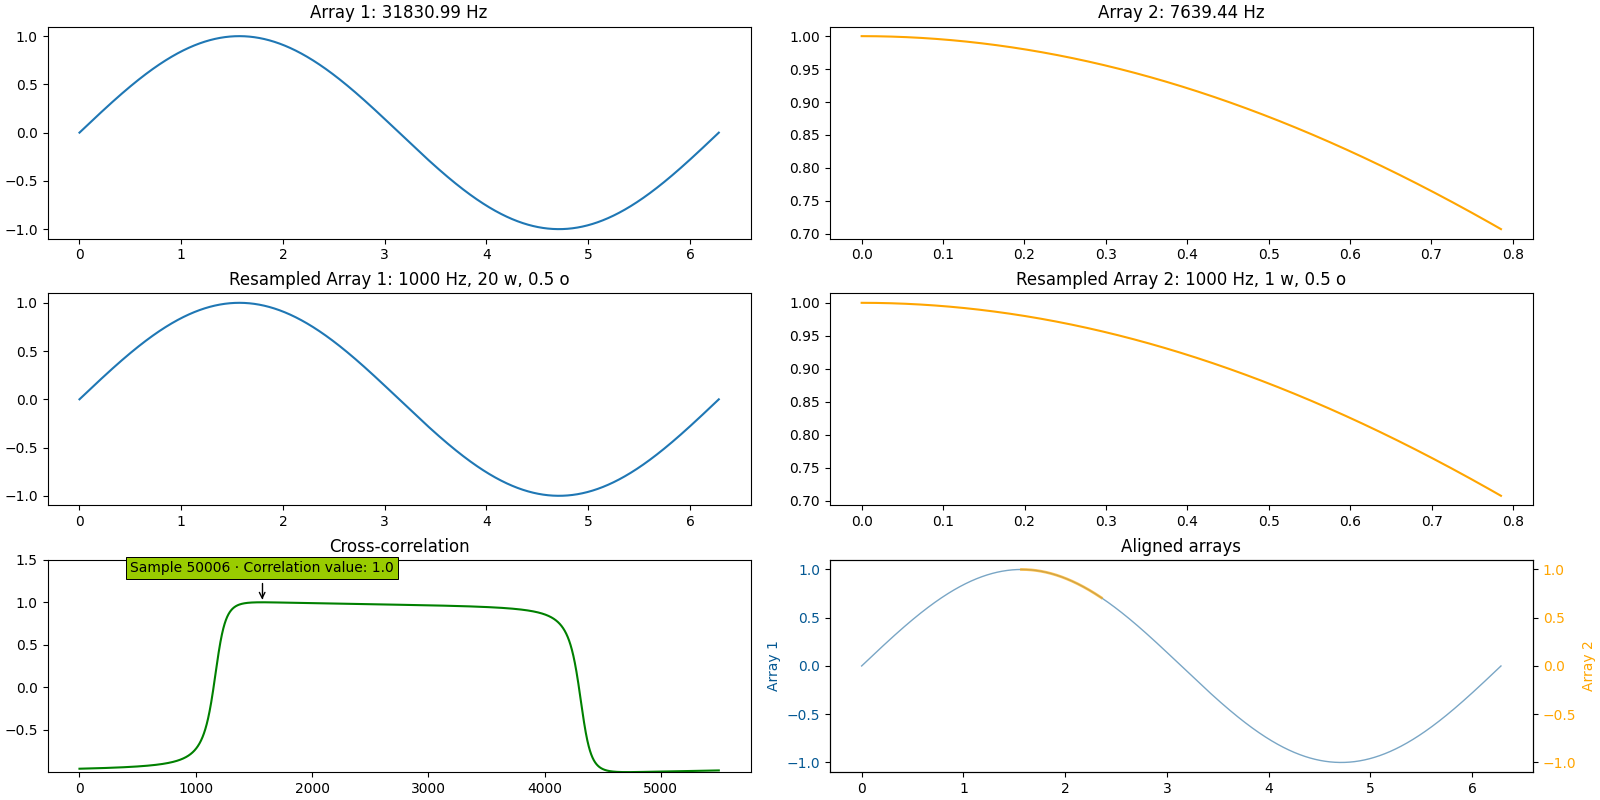 Array 1: 31830.99 Hz
1.0
0.5
0.0
−0.5
−1.0
0 1 2 3 4 5 6
Array 2: 7639.44 Hz
1.00
0.95
0.90
0.85
0.80
0.75
0.70
0.0 0.1 0.2 0.3 0.4 0.5 0.6 0.7 0.8
Resampled Array 1: 1000 Hz, 20 w, 0.5 o
1.0
0.5
0.0
−0.5
−1.0
0 1 2 3 4 5 6
Resampled Array 2: 1000 Hz, 1 w, 0.5 o
1.00
0.95
0.90
0.85
0.80
0.75
0.70
0.0 0.1 0.2 0.3 0.4 0.5 0.6 0.7 0.8
Cross-correlation
Sample 50006 · Correlation value: 1.0
1.5
1.0
0.5
0.0
−0.5
0 1000 2000 3000 4000 5000
Aligned arrays
Array 1
1.0
0.5
0.0
−0.5
−1.0
0 1 2 3 4 5 6
1.0
0.5
0.0
−0.5
−1.0
Array 2